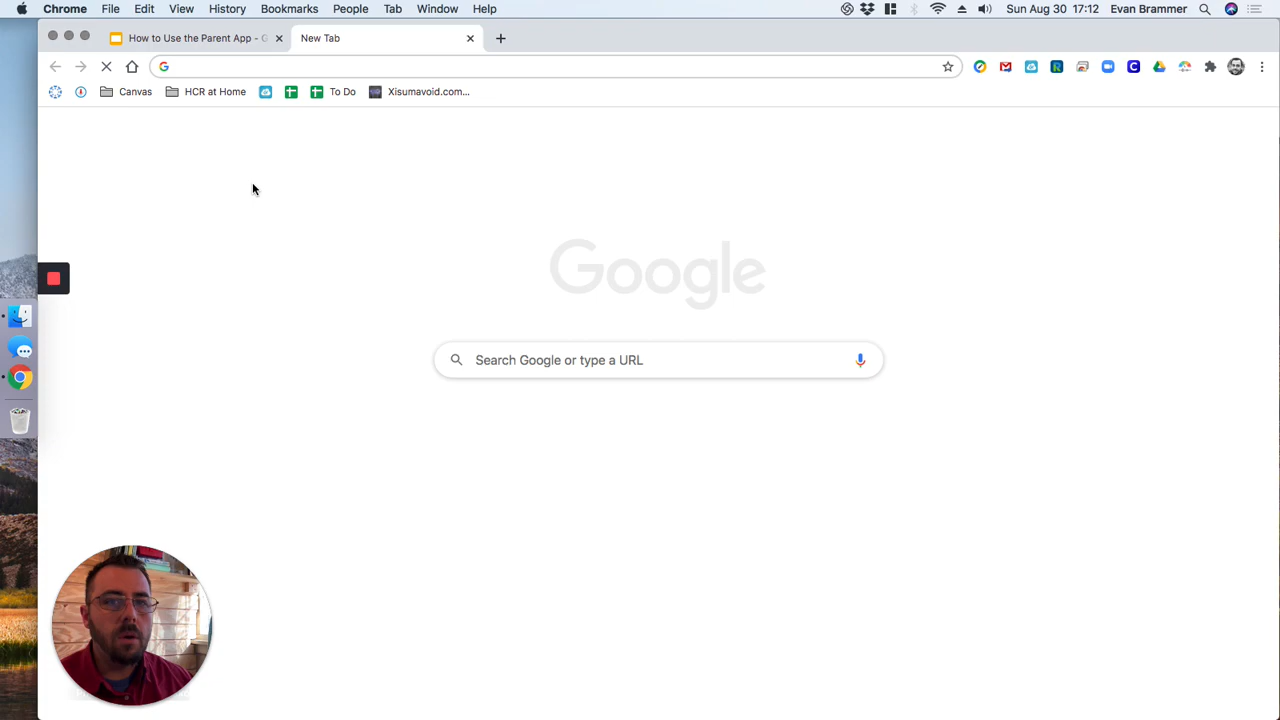 Chrome File Edit View History Bookmarks People Tab Window Help Sun Aug 30 17:12 Evan Brammer
How to Use the Parent App - G New Tab
Canvas HCR at Home To Do Xisumavoid.com...
Google
Search Google or type a URL